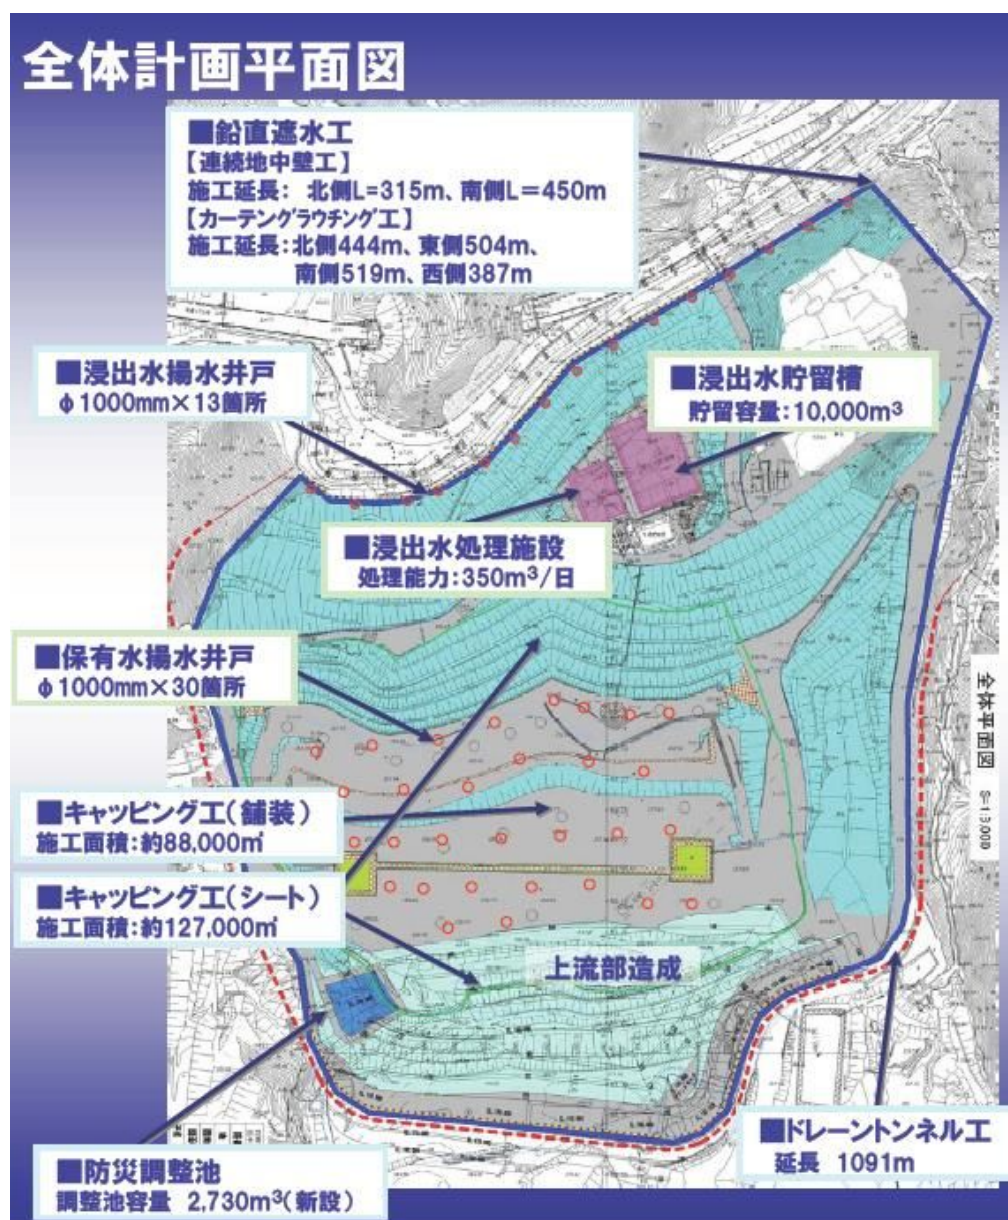 全体計画平面図
■鉛直遮水工
【連続地中壁工】
施工延長： 北側L=315m、南側L＝450m
【カーテングラウチング工】
施工延長：北側444m、東側504m、
南側519m、西側387m
■浸出水揚水井戸
φ1000mm×13箇所
■浸出水貯留槽
貯留容量：10,000m³
■浸出水処理施設
処理能力：350m³/日
■保有水揚水井戸
φ1000mm×30箇所
全体平面図 S=1:3,000
■キャッピング工（舗装）
施工面積：約88,000㎡
■キャッピング工（シート）
施工面積：約127,000㎡
上流部造成
■ドレーントンネル工
延長 1091m
■防災調整池
調整池容量 2,730m³（新設）